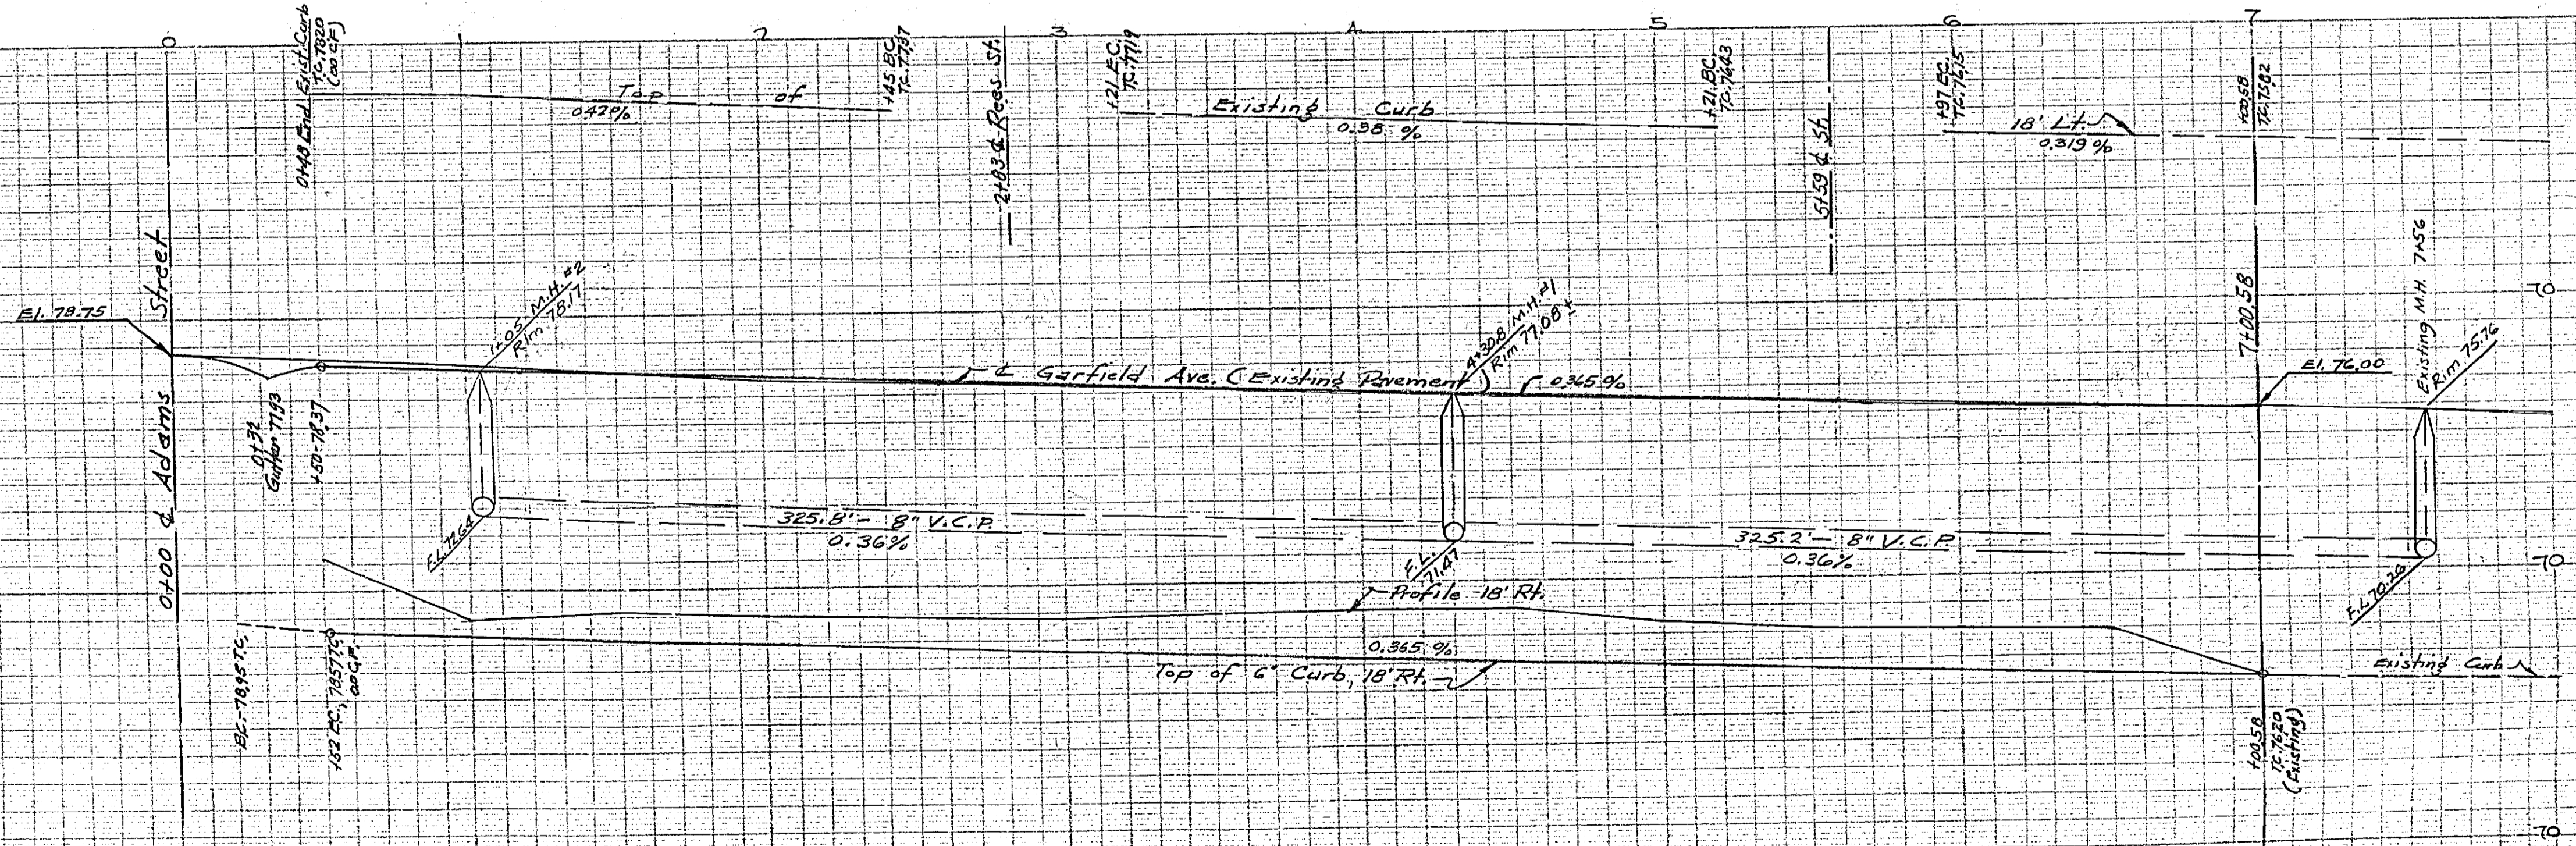 0
2
3
4
5
6
7
0+48 End Exist. Curb
T.C. 78.20
(00 CF)
Top of
0.42%
+45 B.C.
T.C. 77.37
2+83 ℄ Rees St.
+21 E.C.
T.C. 77.19
Existing Curb
0.38 %
+21 B.C.
T.C. 76.43
5+59 ℄ St.
+97 B.C.
T.C. 76.15
18' Lt.
0.319 %
+00.58
T.C. 75.82
0+00 ℄ Adams Street
El. 78.75
1+05 M.H. #2
Rim 78.17
4+30.8 M.H. #1
Rim 77.08 ±
7+00.58
Existing M.H. 7+56
Rim 75.76
70
℄ Garfield Ave. (Existing Pavement)
0.365 %
El. 76.00
0+32
Gutter 77.93
+50-78.37
F.L. 72.64
325.8' - 8" V.C.P.
0.36%
F.L.
71.47
325.2' - 8" V.C.P.
0.36%
F.L. 70.26
70
Profile 18' Rt.
B.C.-78.95 T.C.
+52 E.C., 78.57 T.C.
0.365 %
Top of 6" Curb, 18' Rt.
Existing Curb
+00.58
T.C. 76.20
(Existing)
70